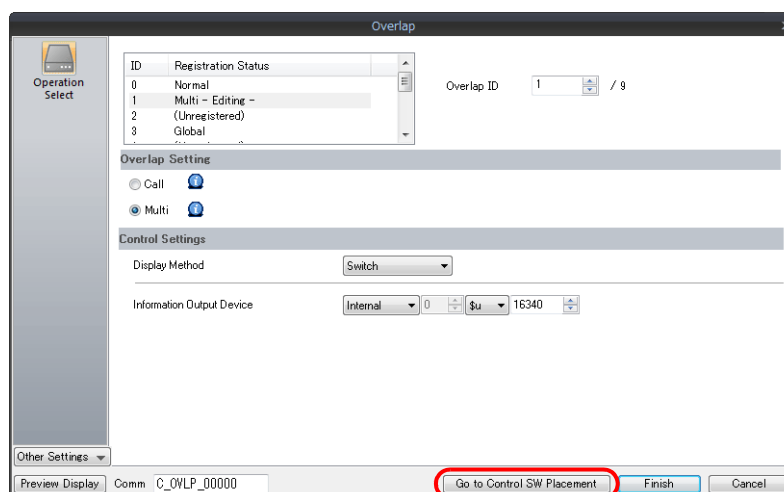 Overlap
Operation
Select
ID Registration Status
0 Normal
1 Multi - Editing -
2 (Unregistered)
3 Global
Overlap ID 1 / 9
Overlap Setting
Call
Multi
Control Settings
Display Method Switch
Information Output Device Internal 0 $u 16340
Other Settings
Preview Display Comm C_OVLP_00000 Go to Control SW Placement Finish Cancel